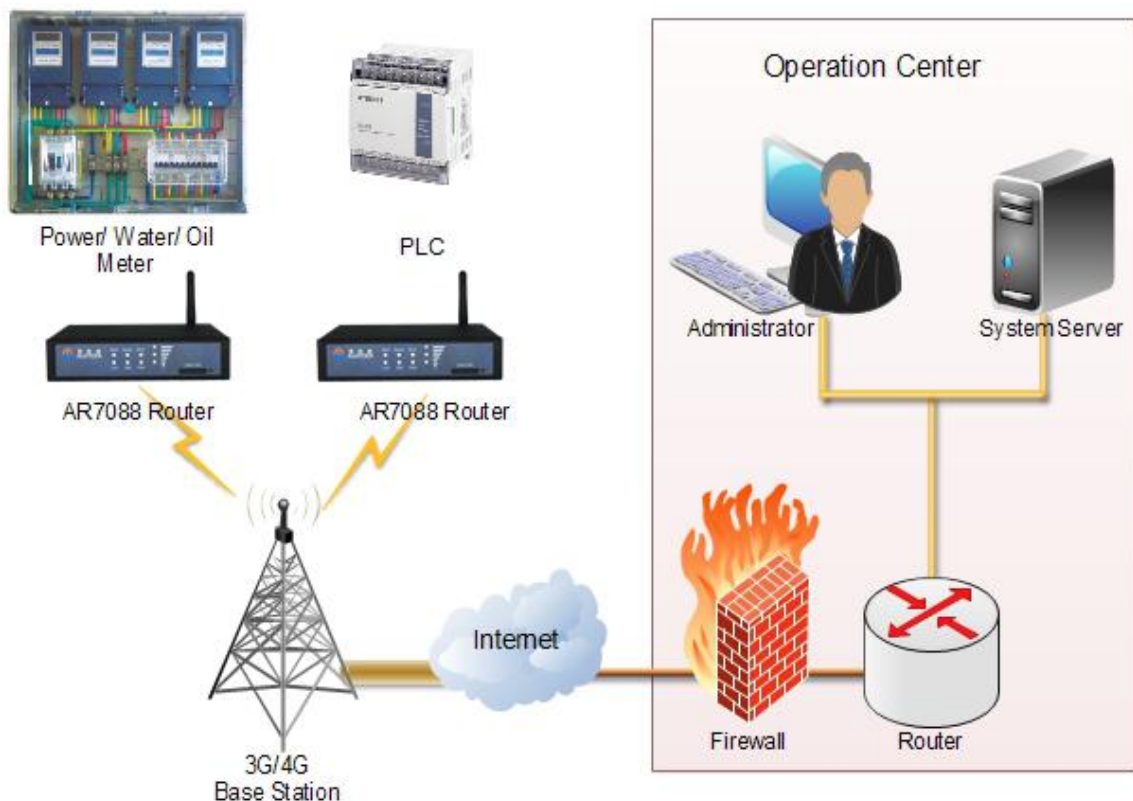 Operation Center
Power/ Water/ Oil
Meter
PLC
Administrator
System Server
AR7088 Router
AR7088 Router
Internet
Firewall
Router
3G/4G
Base Station